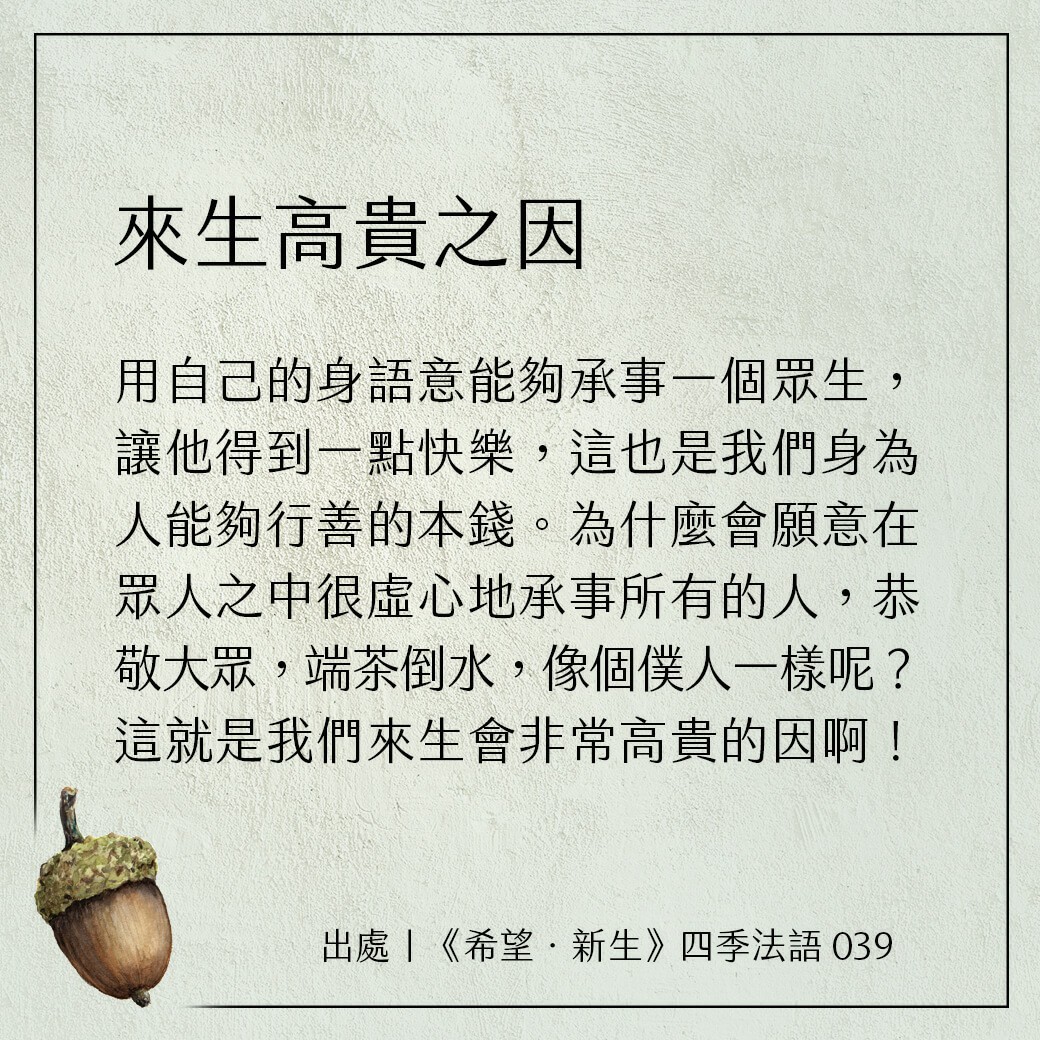 來生高貴之因
用自己的身語意能夠承事一個眾生，
讓他得到一點快樂，這也是我們身為
人能夠行善的本錢。為什麼會願意在
眾人之中很虛心地承事所有的人，恭
敬大眾，端茶倒水，像個僕人一樣呢？
這就是我們來生會非常高貴的因啊！
出處｜《希望．新生》四季法語 039